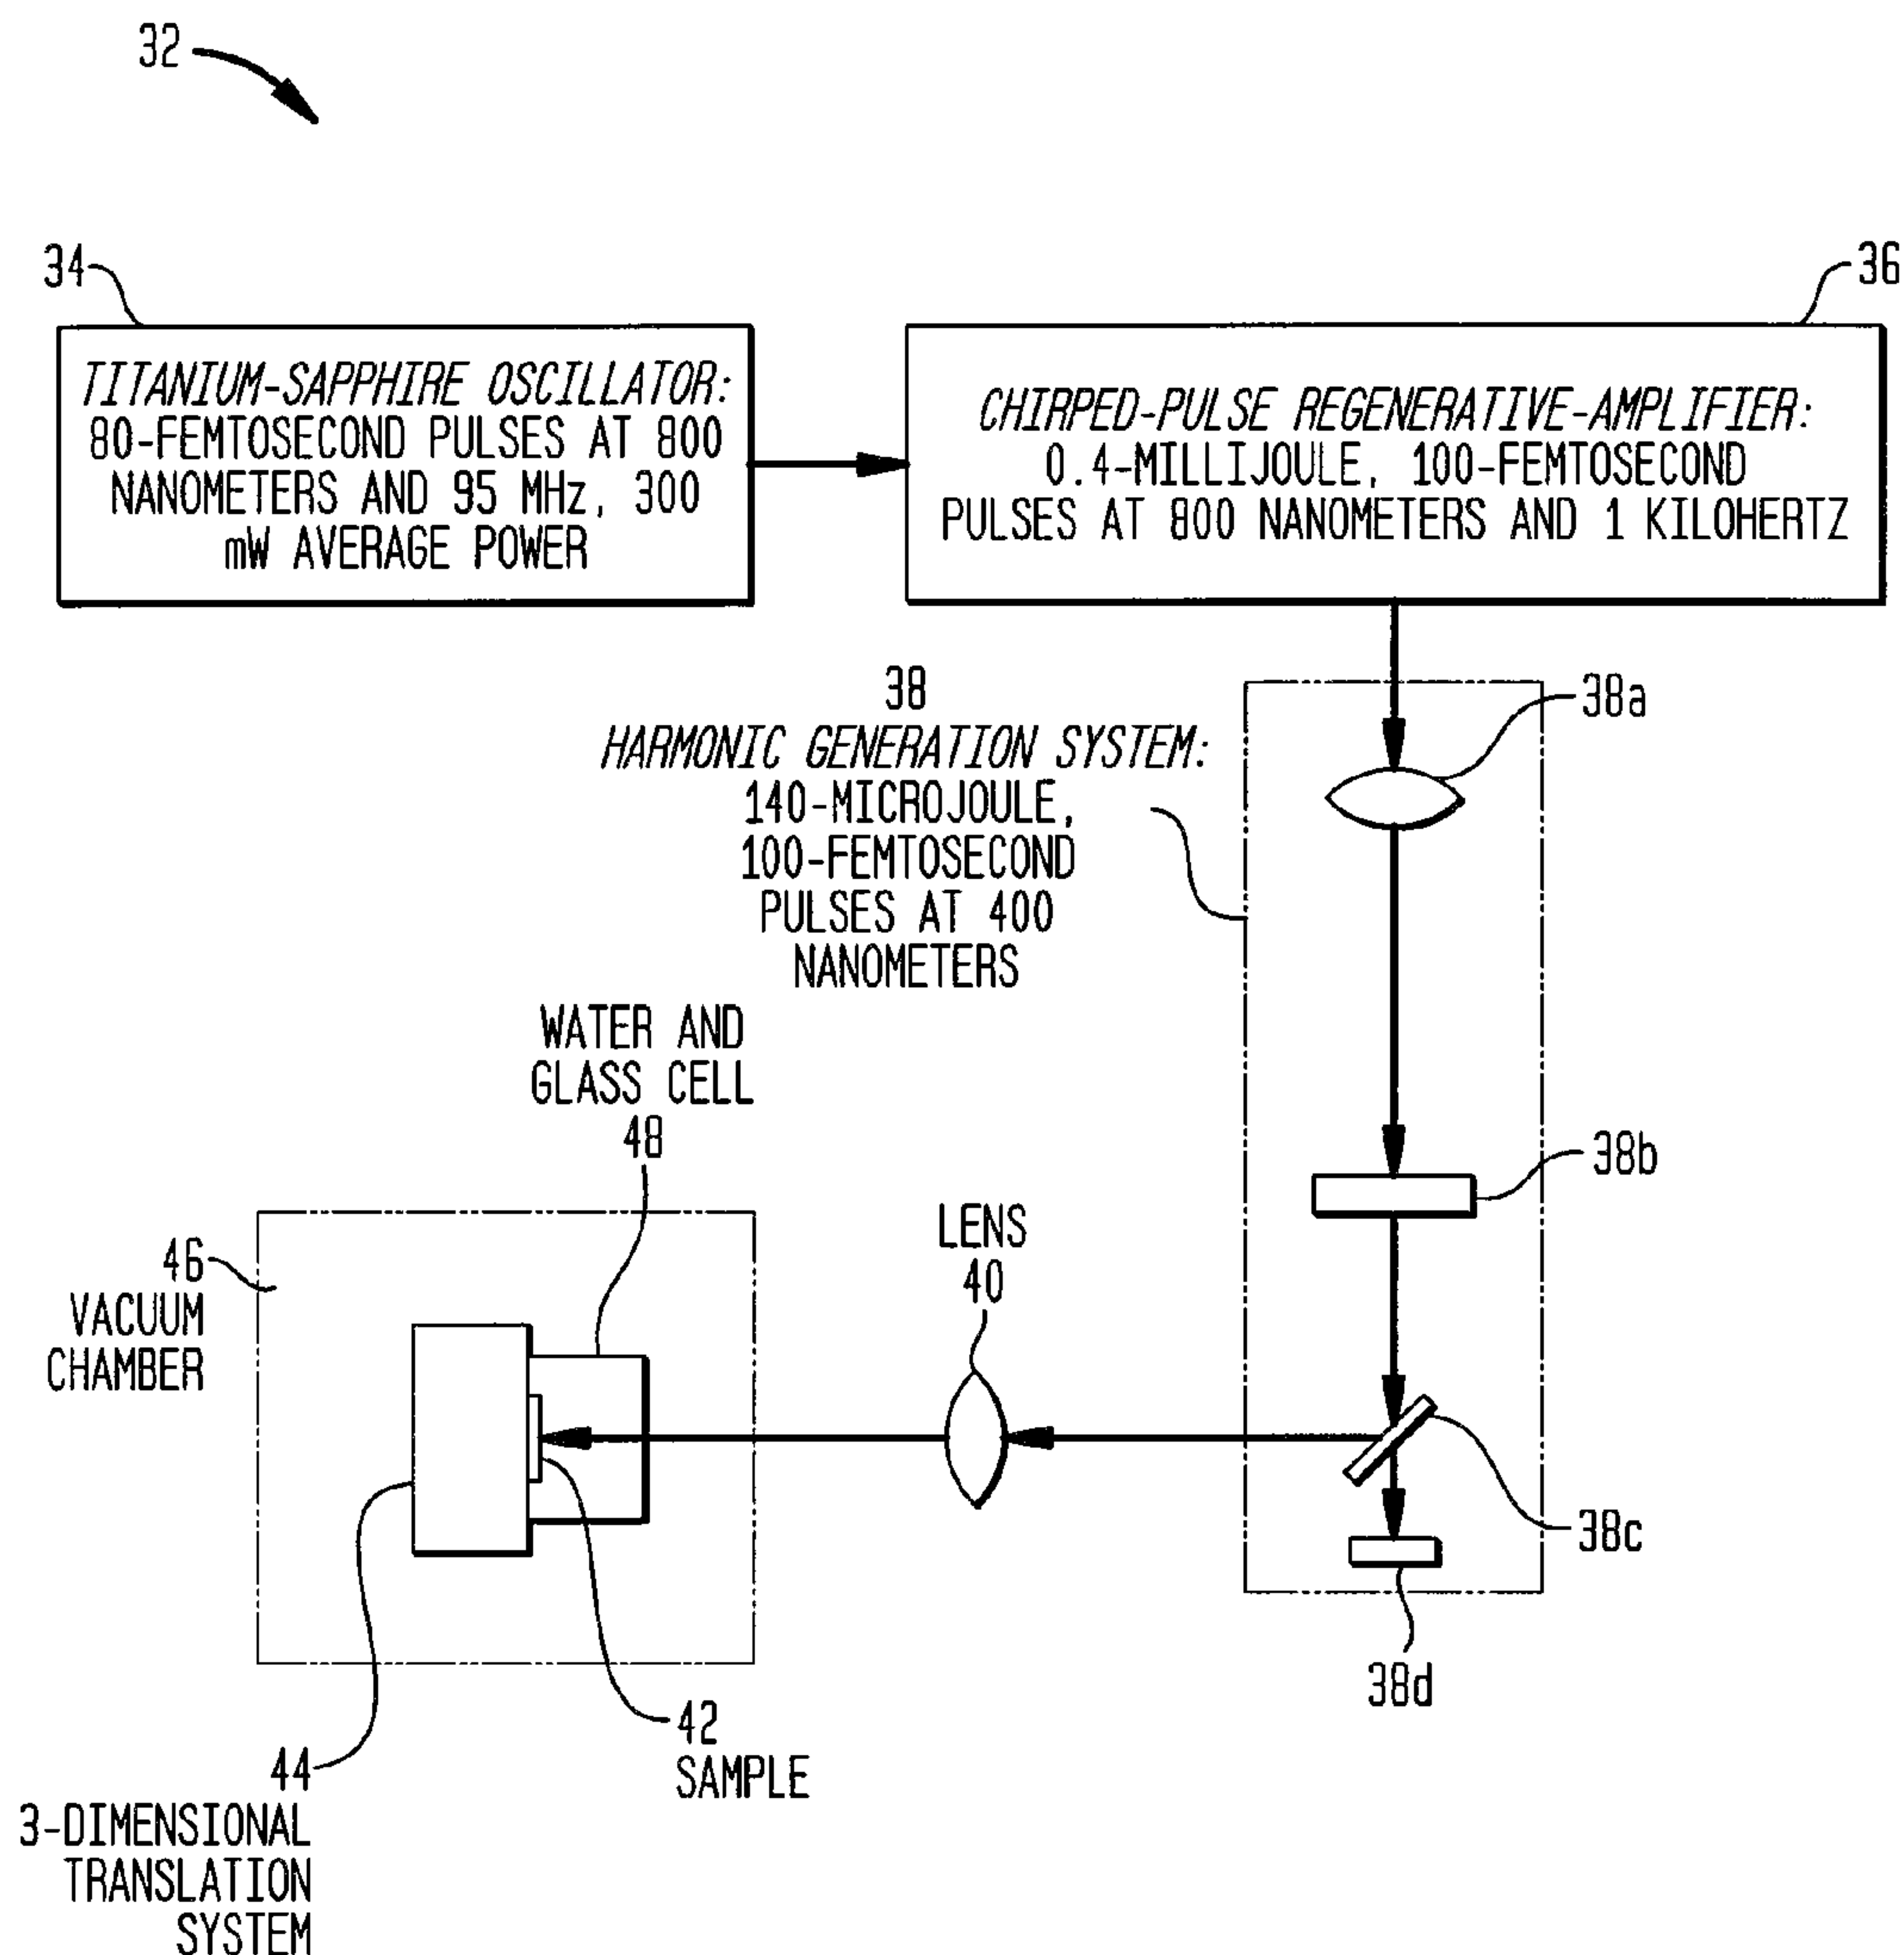 32
34
TITANIUM-SAPPHIRE OSCILLATOR:
80-FEMTOSECOND PULSES AT 800
NANOMETERS AND 95 MHz, 300
mW AVERAGE POWER
36
CHIRPED-PULSE REGENERATIVE-AMPLIFIER:
0.4-MILLIJOULE, 100-FEMTOSECOND
PULSES AT 800 NANOMETERS AND 1 KILOHERTZ
38
HARMONIC GENERATION SYSTEM:
140-MICROJOULE,
100-FEMTOSECOND
PULSES AT 400
NANOMETERS
38a
38b
38c
38d
LENS
40
WATER AND
GLASS CELL
48
46
VACUUM
CHAMBER
42
SAMPLE
44
3-DIMENSIONAL
TRANSLATION
SYSTEM